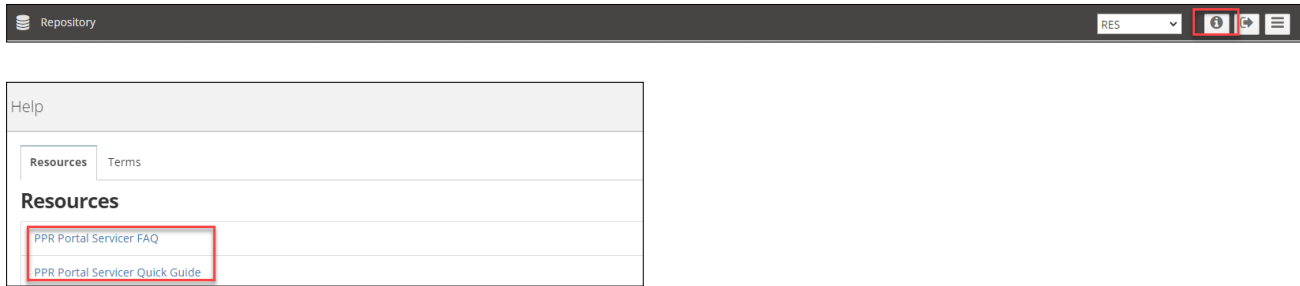 Repository
RES
Help
Resources Terms
Resources
PPR Portal Servicer FAQ
PPR Portal Servicer Quick Guide